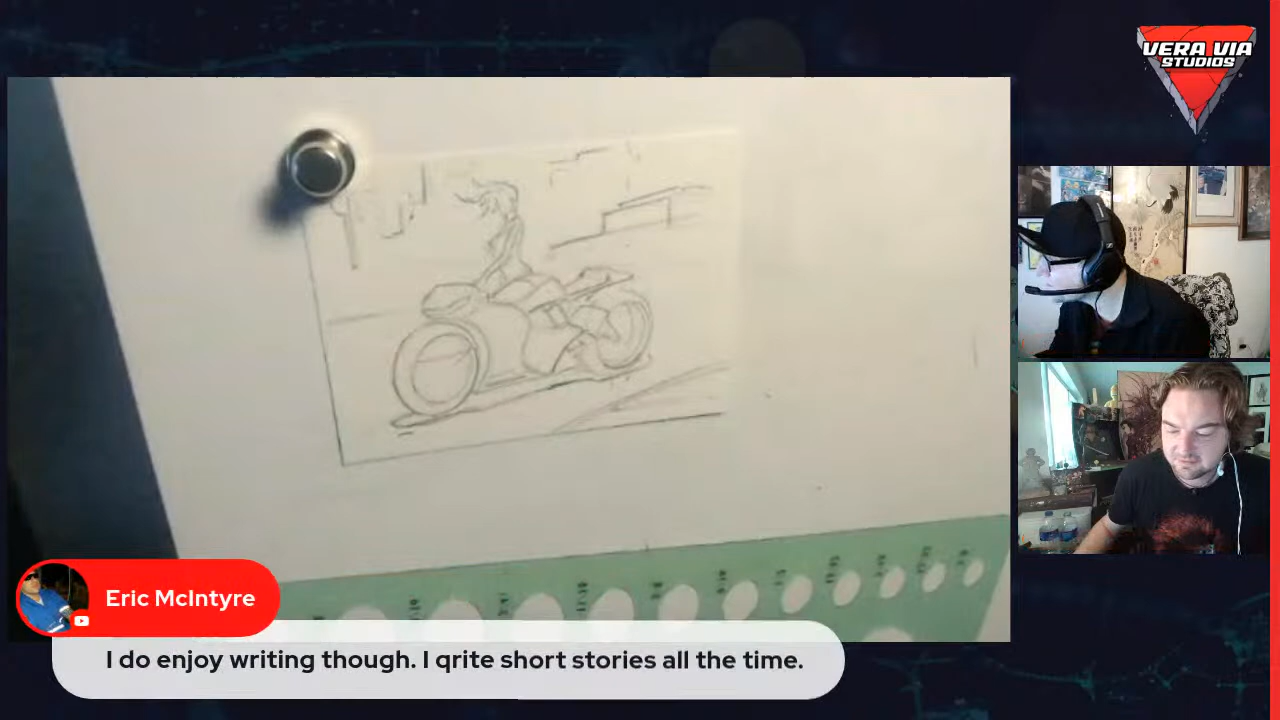 VERA VIA
STUDIOS
Eric McIntyre
I do enjoy writing though. I qrite short stories all the time.